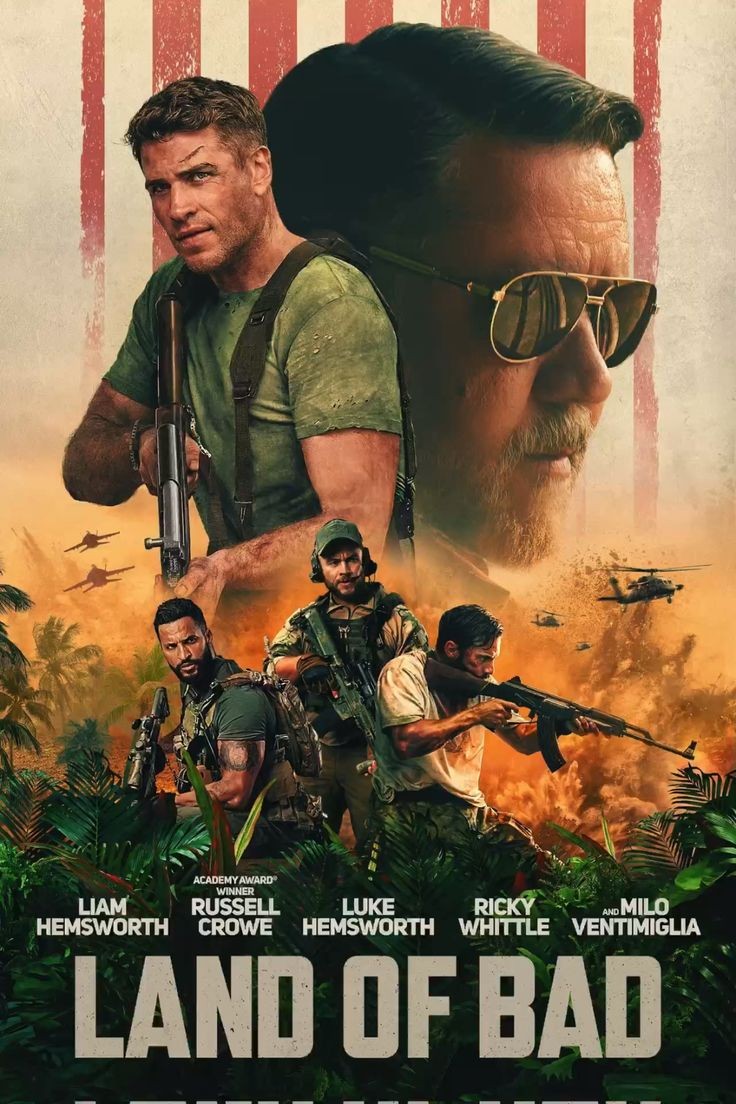 LIAM
HEMSWORTH
ACADEMY AWARD®
WINNER
RUSSELL
CROWE
LUKE
HEMSWORTH
RICKY
WHITTLE
AND MILO
VENTIMIGLIA
LAND OF BAD